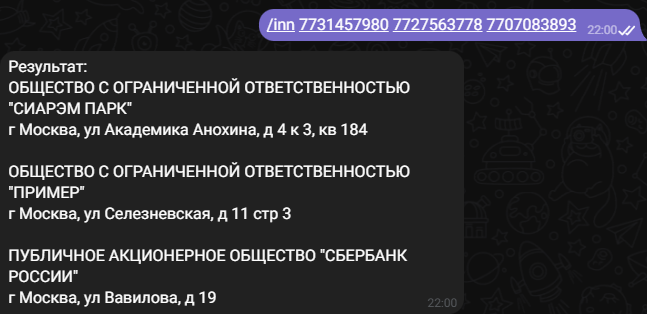 /inn 7731457980 7727563778 7707083893 22:00
Результат:
ОБЩЕСТВО С ОГРАНИЧЕННОЙ ОТВЕТСТВЕННОСТЬЮ
"СИАРЭМ ПАРК"
г Москва, ул Академика Анохина, д 4 к 3, кв 184
ОБЩЕСТВО С ОГРАНИЧЕННОЙ ОТВЕТСТВЕННОСТЬЮ
"ПРИМЕР"
г Москва, ул Селезневская, д 11 стр 3
ПУБЛИЧНОЕ АКЦИОНЕРНОЕ ОБЩЕСТВО "СБЕРБАНК
РОССИИ"
г Москва, ул Вавилова, д 19
22:00